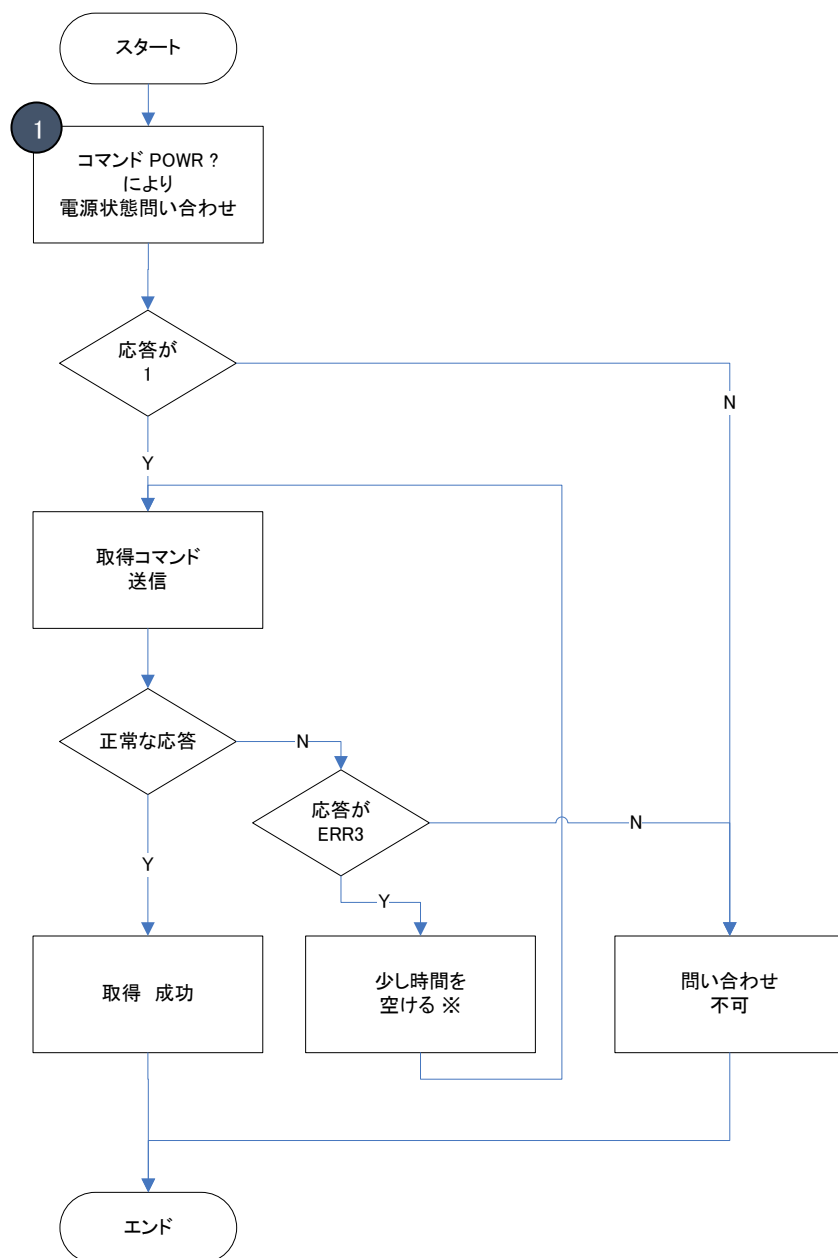 スタート
1
コマンド POWR ?
により
電源状態問い合わせ
応答が
1
N
Y
取得コマンド
送信
正常な応答
N
応答が
ERR3
N
Y
Y
取得 成功
少し時間を
空ける ※
問い合わせ
不可
エンド